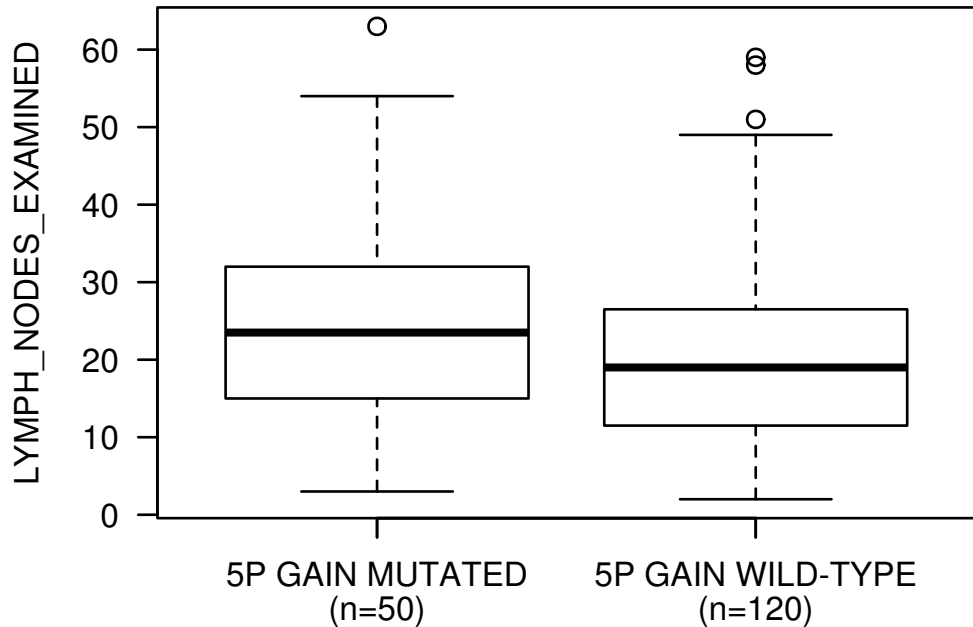 LYMPH_NODES_EXAMINED
60
50
40
30
20
10
0
5P GAIN MUTATED
(n=50)
5P GAIN WILD-TYPE
(n=120)